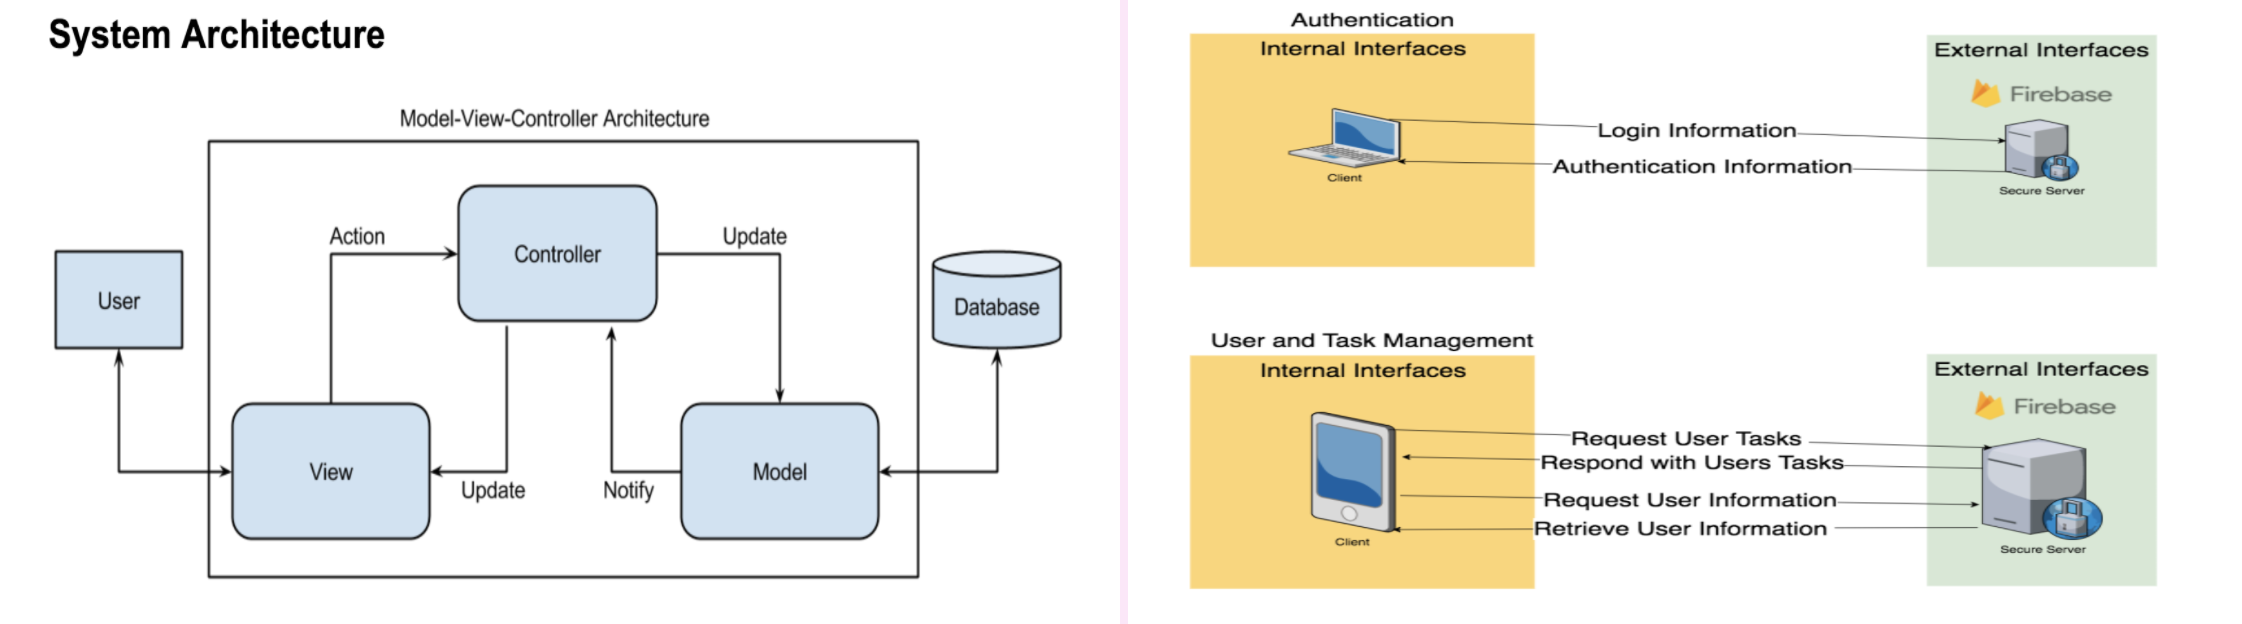 System Architecture
Model-View-Controller Architecture
Action
Controller
Update
User
Database
View
Update
Notify
Model
Authentication
Internal Interfaces
External Interfaces
Firebase
Login Information
Authentication Information
Client
Secure Server
User and Task Management
Internal Interfaces
External Interfaces
Firebase
Request User Tasks
Respond with Users Tasks
Request User Information
Retrieve User Information
Client
Secure Server